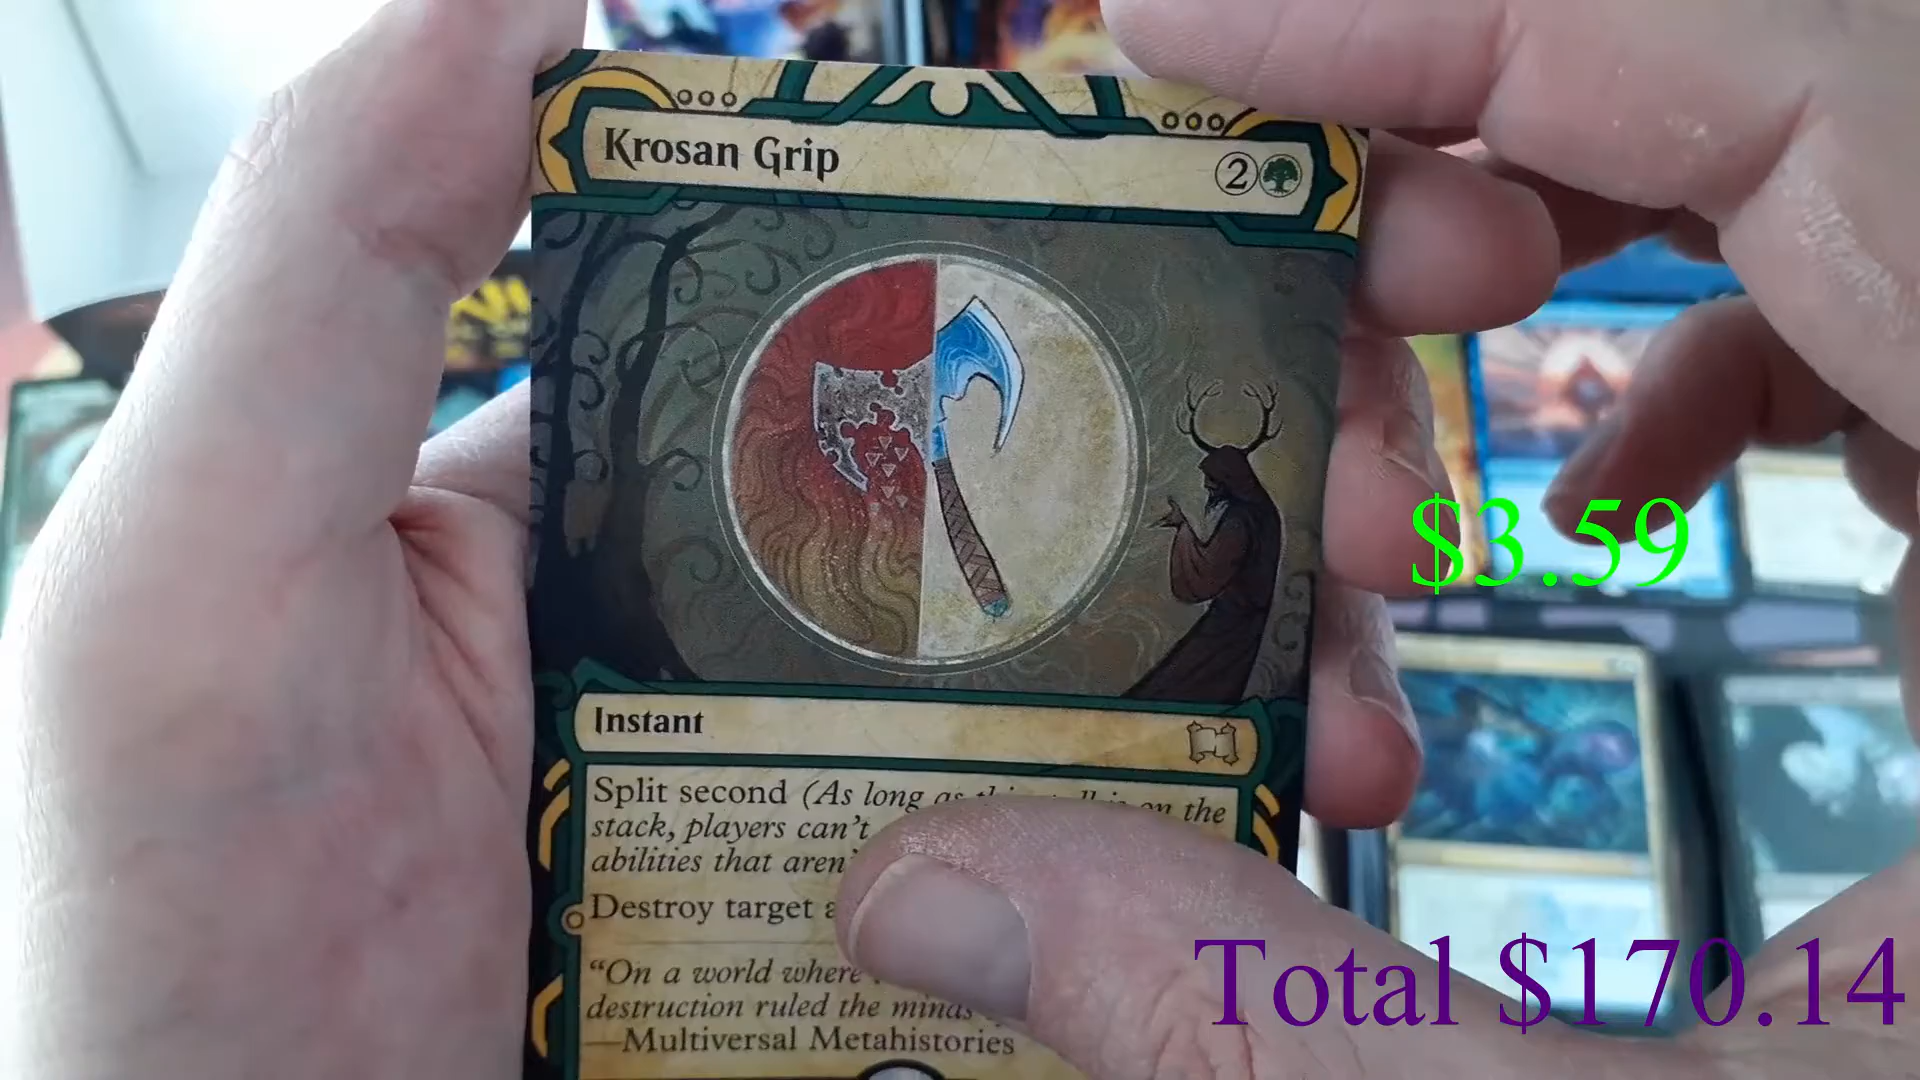 Krosan Grip
2
$3.59
Instant
Split second (As long as this spell is on the
stack, players can't
abilities that aren'
Destroy target a
"On a world where
destruction ruled the minds
—Multiversal Metahistories
Total $170.14